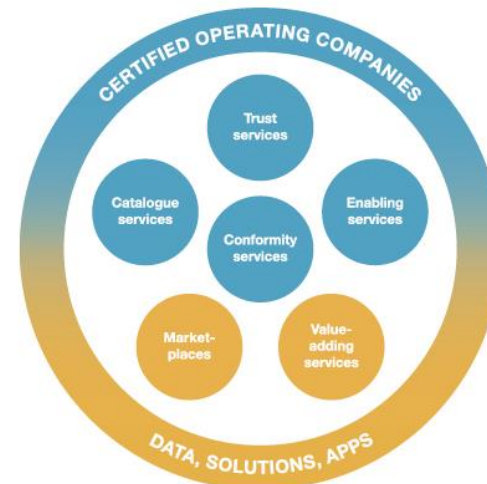 CERTIFIED OPERATING COMPANIES
Trust
services
Catalogue
services
Enabling
services
Conformity
services
Market-
places
Value-
adding
services
DATA, SOLUTIONS, APPS